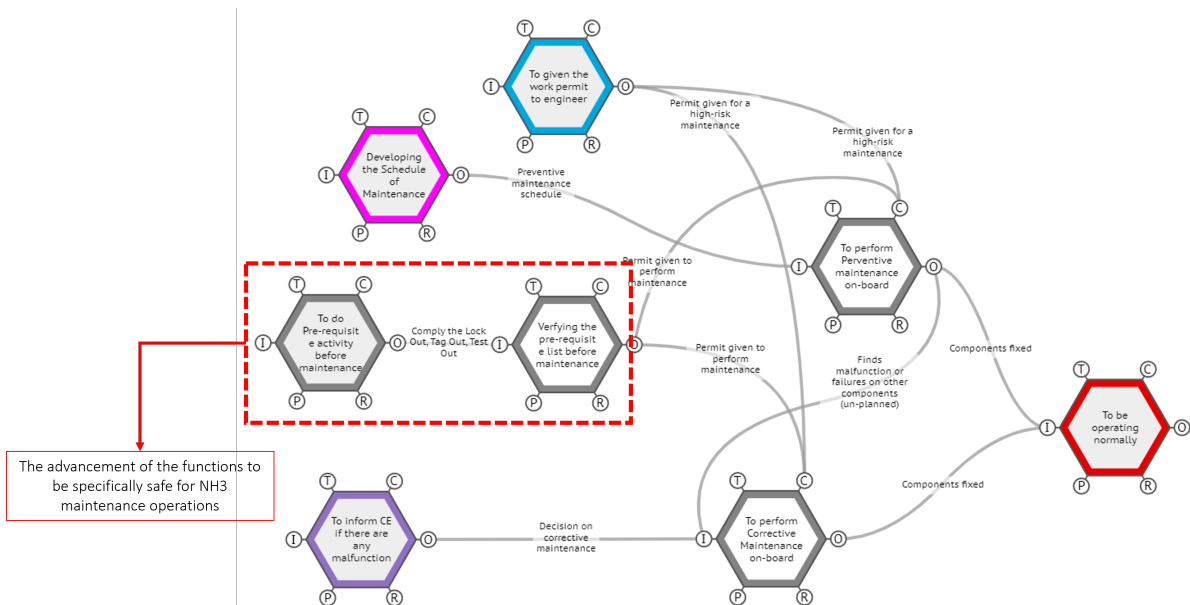 T
C
To given the
work permit
to engineer
I
O
P
R
Permit given for a
high-risk
maintenance
Permit given for a
high-risk
maintenance
T
C
Developing
the Schedule
of
Maintenance
I
O
P
R
Preventive
maintenance
schedule
T
C
To perform
Perventive
maintenance
on-board
I
O
P
R
Permit given to
perform
maintenance
T
C
To do
Pre-requisit
e activity
before
maintenance
I
O
P
R
Comply the Lock
Out, Tag Out, Test
Out
T
C
Verfying the
pre-requisit
e list before
maintenance
I
O
P
R
Permit given to
perform
maintenance
Finds
malfunction or
failures on other
components
(un-planned)
Components fixed
T
C
To be
operating
normally
I
O
P
R
The advancement of the functions to
be specifically safe for NH3
maintenance operations
T
C
To inform CE
if there are
any
malfunction
I
O
P
R
Decision on
corrective
maintenance
T
C
To perform
Corrective
Maintenance
on-board
I
O
P
R
Components fixed